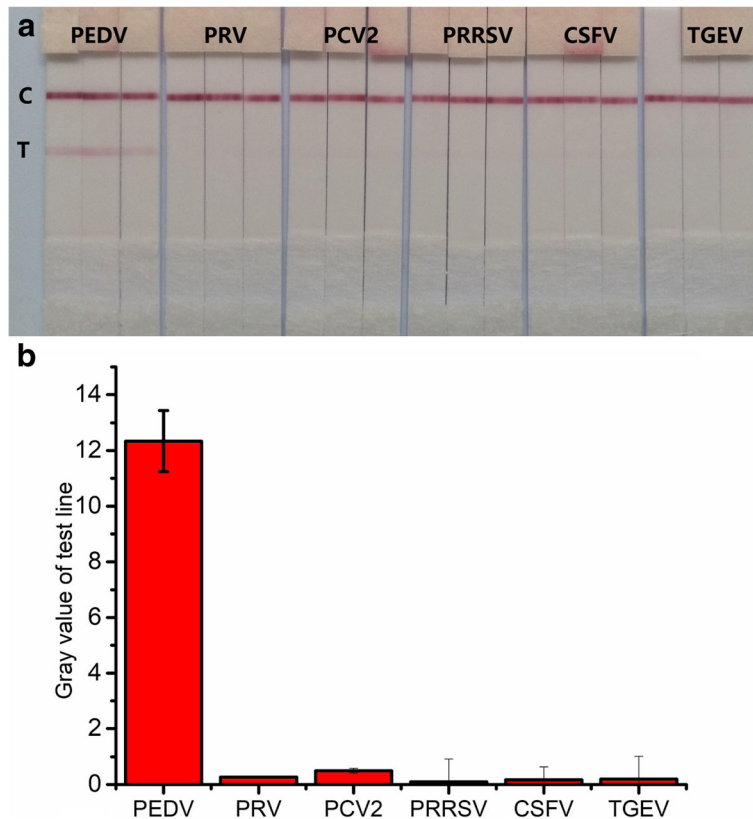 a
PEDV PRV PCV2 PRRSV CSFV TGEV
C
T
b
14
12
10
8
6
4
2
0
Gray value of test line
PEDV PRV PCV2 PRRSV CSFV TGEV